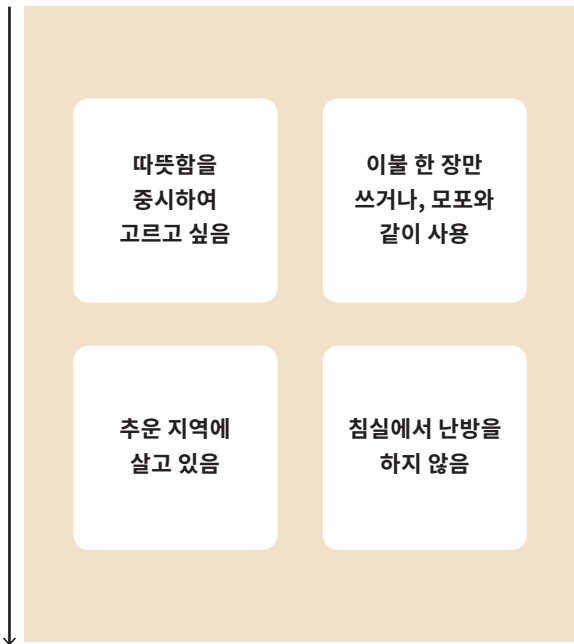 따뜻함을
중시하여
고르고 싶음
이불 한 장만
쓰거나, 모포와
같이 사용
추운 지역에
살고 있음
침실에서 난방을
하지 않음